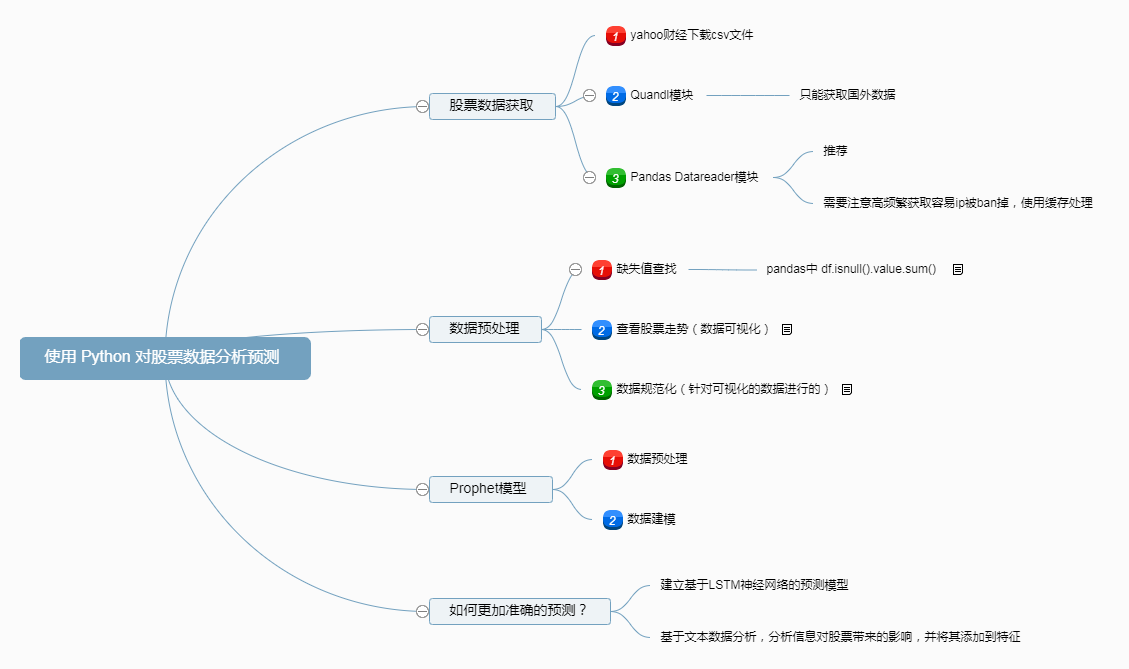 使用 Python 对股票数据分析预测
股票数据获取
1 yahoo财经下载csv文件
2 Quandl模块
只能获取国外数据
3 Pandas Datareader模块
推荐
需要注意高频繁获取容易ip被ban掉，使用缓存处理
数据预处理
1 缺失值查找
pandas中 df.isnull().value.sum()
2 查看股票走势（数据可视化）
3 数据规范化（针对可视化的数据进行的）
Prophet模型
1 数据预处理
2 数据建模
如何更加准确的预测？
建立基于LSTM神经网络的预测模型
基于文本数据分析，分析信息对股票带来的影响，并将其添加到特征